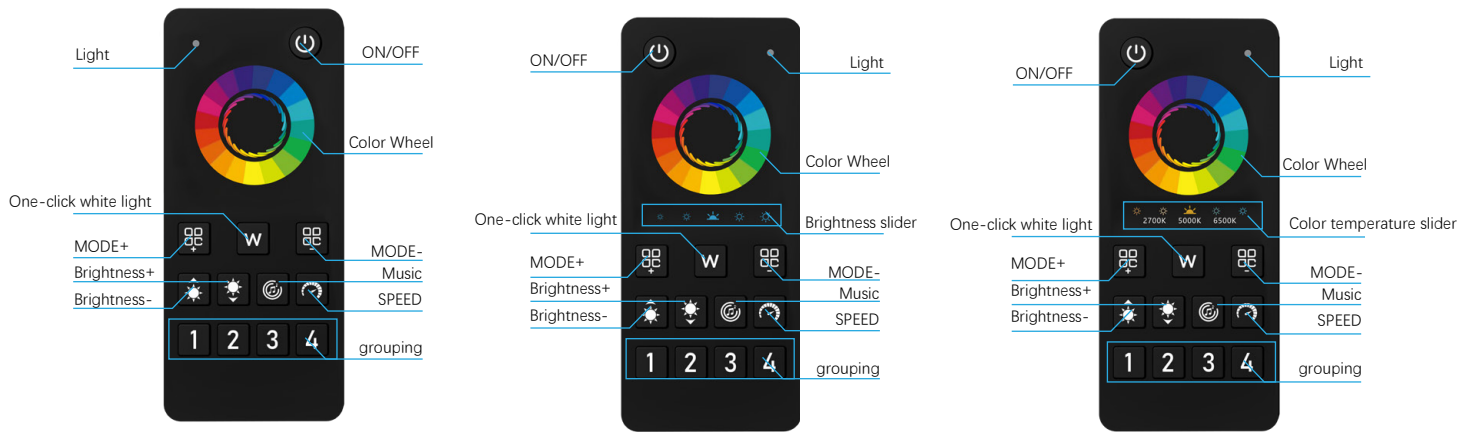 Light
ON/OFF
Color Wheel
One-click white light
W
MODE+
MODE-
Brightness+
Music
Brightness-
SPEED
1 2 3 4
grouping
ON/OFF
Light
Color Wheel
Brightness slider
One-click white light
W
MODE+
MODE-
Brightness+
Music
Brightness-
SPEED
1 2 3 4
grouping
ON/OFF
Light
Color Wheel
2700K 5000K 6500K
Color temperature slider
One-click white light
W
MODE+
MODE-
Brightness+
Music
Brightness-
SPEED
1 2 3 4
grouping